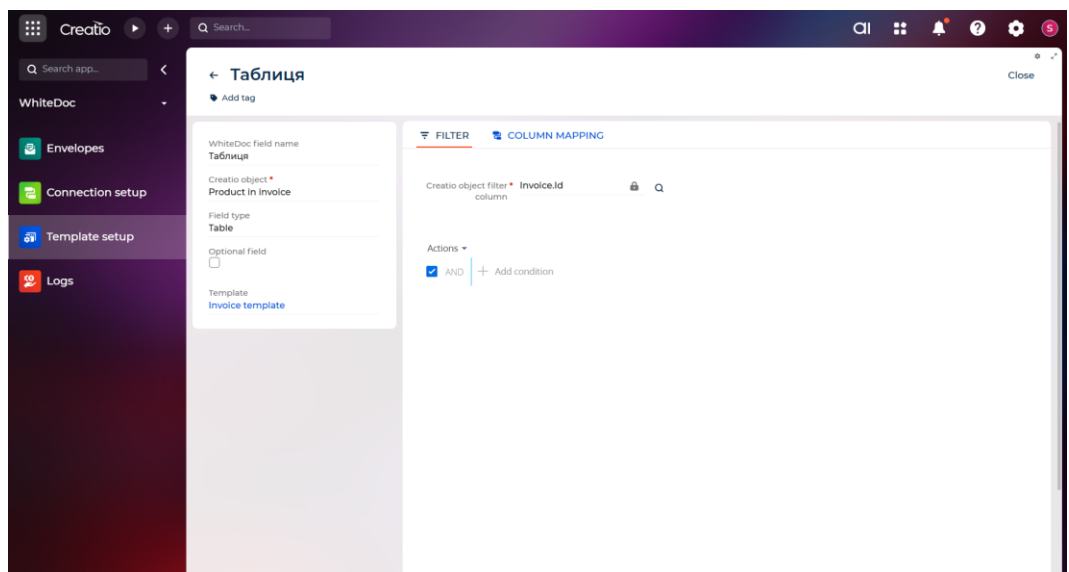 Creatio
Search...
ai
S
Search app...
WhiteDoc
Envelopes
Connection setup
Template setup
Logs
Таблиця
Close
Add tag
WhiteDoc field name
Таблиця
Creatio object *
Product in invoice
Field type
Table
Optional field
Template
Invoice template
FILTER
COLUMN MAPPING
Creatio object filter * Invoice.Id
column
Actions
AND + Add condition